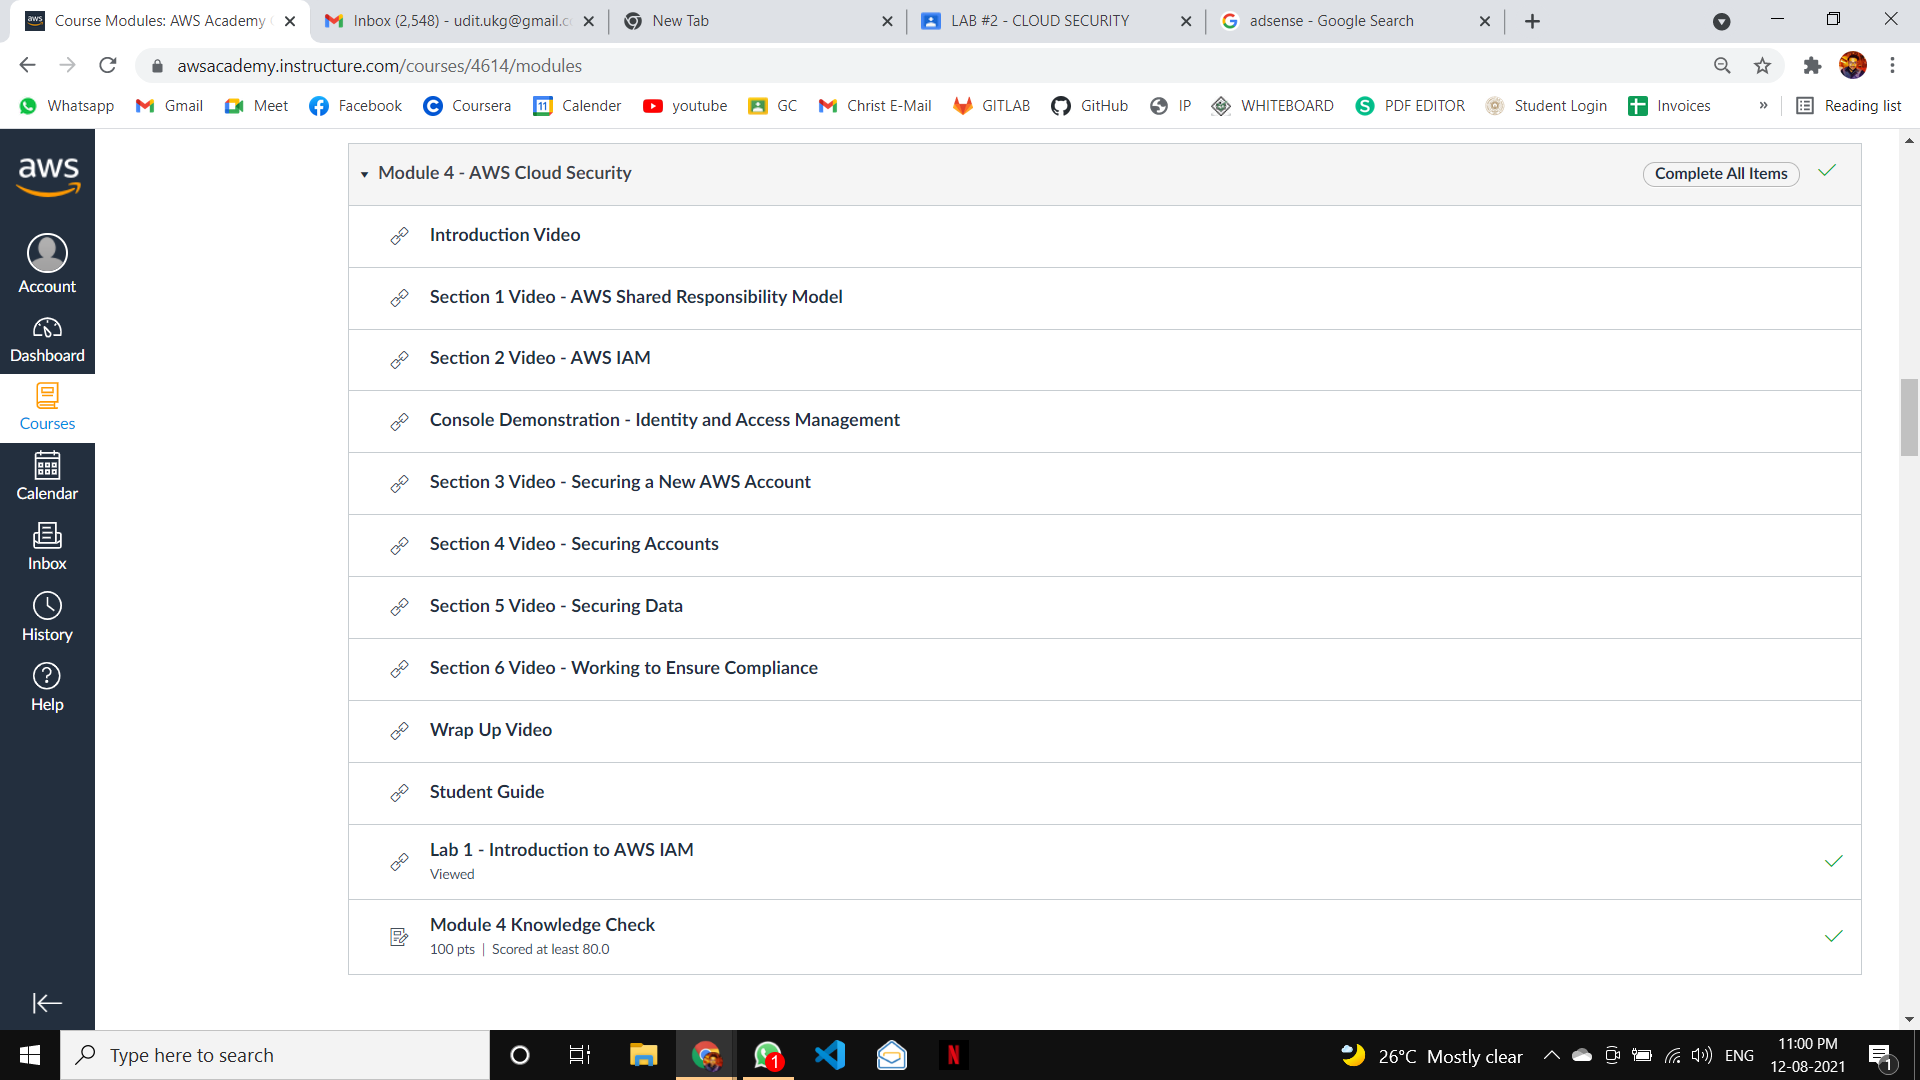 aws Course Modules: AWS Academy
Inbox (2,548) - udit.ukg@gmail.c
New Tab
LAB #2 - CLOUD SECURITY
adsense - Google Search
awsacademy.instructure.com/courses/4614/modules
Whatsapp
Gmail
Meet
Facebook
Coursera
11 Calender
youtube
GC
Christ E-Mail
GITLAB
GitHub
IP
WHITEBOARD
S PDF EDITOR
Student Login
Invoices
»
Reading list
aws
Account
Dashboard
Courses
Calendar
Inbox
History
Help
Module 4 - AWS Cloud Security
Complete All Items
Introduction Video
Section 1 Video - AWS Shared Responsibility Model
Section 2 Video - AWS IAM
Console Demonstration - Identity and Access Management
Section 3 Video - Securing a New AWS Account
Section 4 Video - Securing Accounts
Section 5 Video - Securing Data
Section 6 Video - Working to Ensure Compliance
Wrap Up Video
Student Guide
Lab 1 - Introduction to AWS IAM
Viewed
Module 4 Knowledge Check
100 pts | Scored at least 80.0
Type here to search
1
N
26°C Mostly clear
ENG
11:00 PM
12-08-2021
1